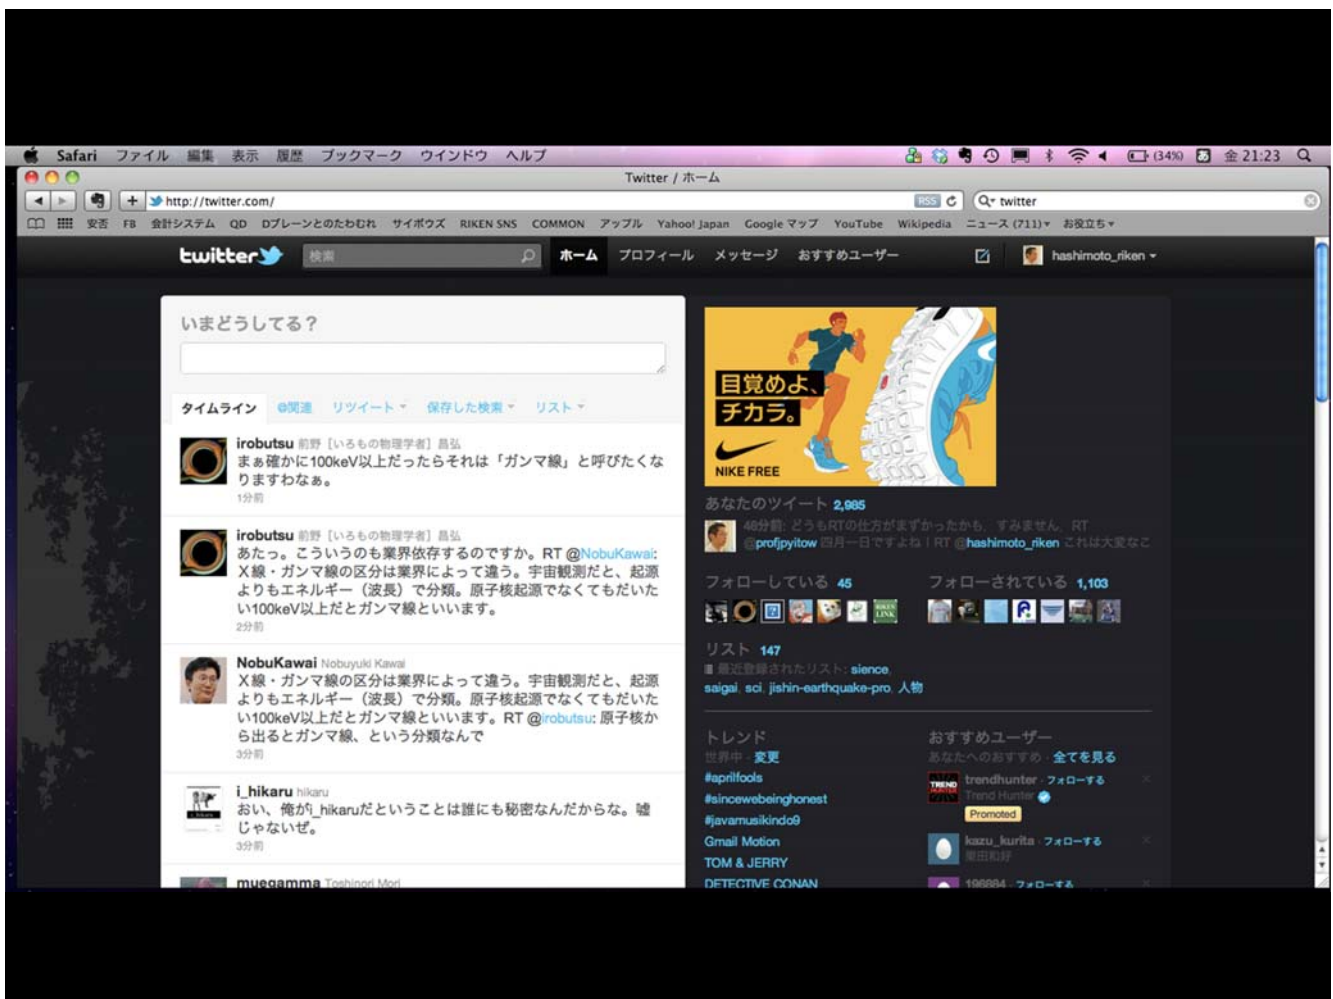 Safari ファイル 編集 表示 履歴 ブックマーク ウインドウ ヘルプ (34%) あ 金 21:23
Twitter / ホーム
http://twitter.com/ RSS twitter
安否 FB 会計システム QD Dブレーンとのたわむれ サイボウズ RIKEN SNS COMMON アップル Yahoo! Japan Google マップ YouTube Wikipedia ニュース (711) お役立ち
twitter 検索 ホーム プロフィール メッセージ おすすめユーザー hashimoto_riken
いまどうしてる？
タイムライン @関連 リツイート 保存した検索 リスト
irobutsu 前野［いろもの物理学者］昌弘
まぁ確かに100keV以上だったらそれは「ガンマ線」と呼びたくな
りますわなぁ。
1分前
irobutsu 前野［いろもの物理学者］昌弘
あたっ。こういうのも業界依存するのですか。RT @NobuKawai:
Ｘ線・ガンマ線の区分は業界によって違う。宇宙観測だと、起源
よりもエネルギー（波長）で分類。原子核起源でなくてもだいた
い100keV以上だとガンマ線といいます。
2分前
NobuKawai Nobuyuki Kawai
Ｘ線・ガンマ線の区分は業界によって違う。宇宙観測だと、起源
よりもエネルギー（波長）で分類。原子核起源でなくてもだいた
い100keV以上だとガンマ線といいます。RT @irobutsu: 原子核か
ら出るとガンマ線、という分類なんで
3分前
i_hikaru hikaru
おい、俺がi_hikaruだということは誰にも秘密なんだからな。嘘
じゃないぜ。
3分前
muegamma Toshinori Mori
目覚めよ、
チカラ。
NIKE FREE
あなたのツイート 2,985
48分前: どうもRTの仕方がまずかったかも、すみません、RT
@profjpyitow 四月一日ですよね！RT @hashimoto_riken これは大変なこ
フォローしている 45 フォローされている 1,103
RIKEN
LINK
リスト 147
最近登録されたリスト: sience,
saigai, sci, jishin-earthquake-pro, 人物
トレンド
世界中 · 変更
#aprilfools
#sincewebeinghonest
#javamusikindo9
Gmail Motion
TOM & JERRY
DETECTIVE CONAN
おすすめユーザー
あなたへのおすすめ · 全てを見る
TREND
HUNTER
trendhunter · フォローする
Trend Hunter
Promoted
kazu_kurita · フォローする
栗田和好
196884 · フォローする